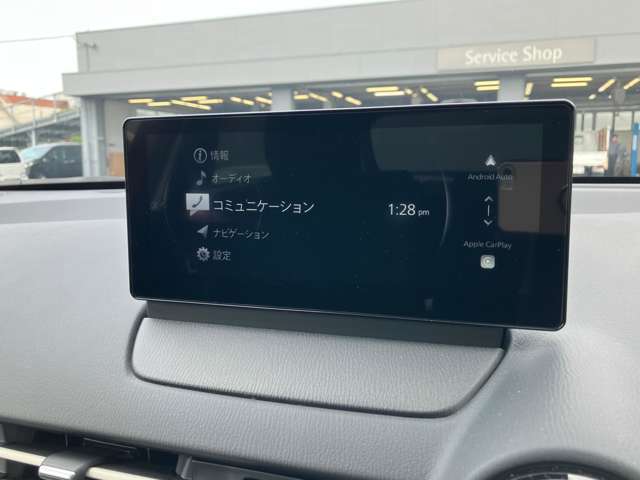 Service Shop
情報
オーディオ
コミュニケーション
1:28 pm
ナビゲーション
設定
Android Auto
Apple CarPlay